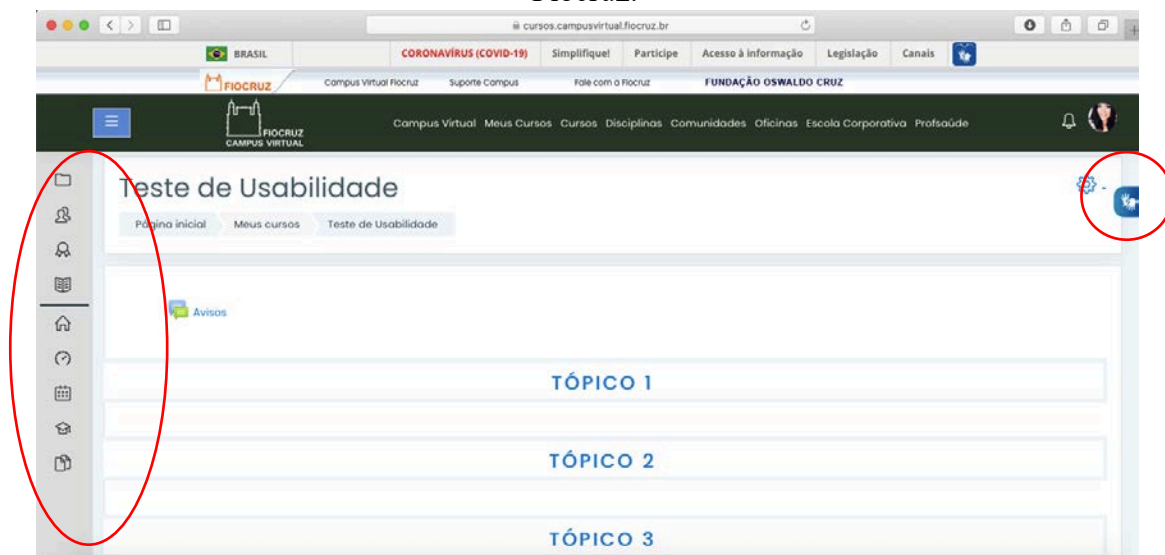 Fiocruz.
cursos.campusvirtual.fiocruz.br
BRASIL CORONAVÍRUS (COVID-19) Simplifique! Participe Acesso à informação Legislação Canais
FIOCRUZ Campus Virtual Fiocruz Suporte Campus Fale com a Fiocruz FUNDAÇÃO OSWALDO CRUZ
FIOCRUZ
CAMPUS VIRTUAL
Campus Virtual Meus Cursos Cursos Disciplinas Comunidades Oficinas Escola Corporativa Profsaúde
Teste de Usabilidade
Página inicial Meus cursos Teste de Usabilidade
Avisos
TÓPICO 1
TÓPICO 2
TÓPICO 3